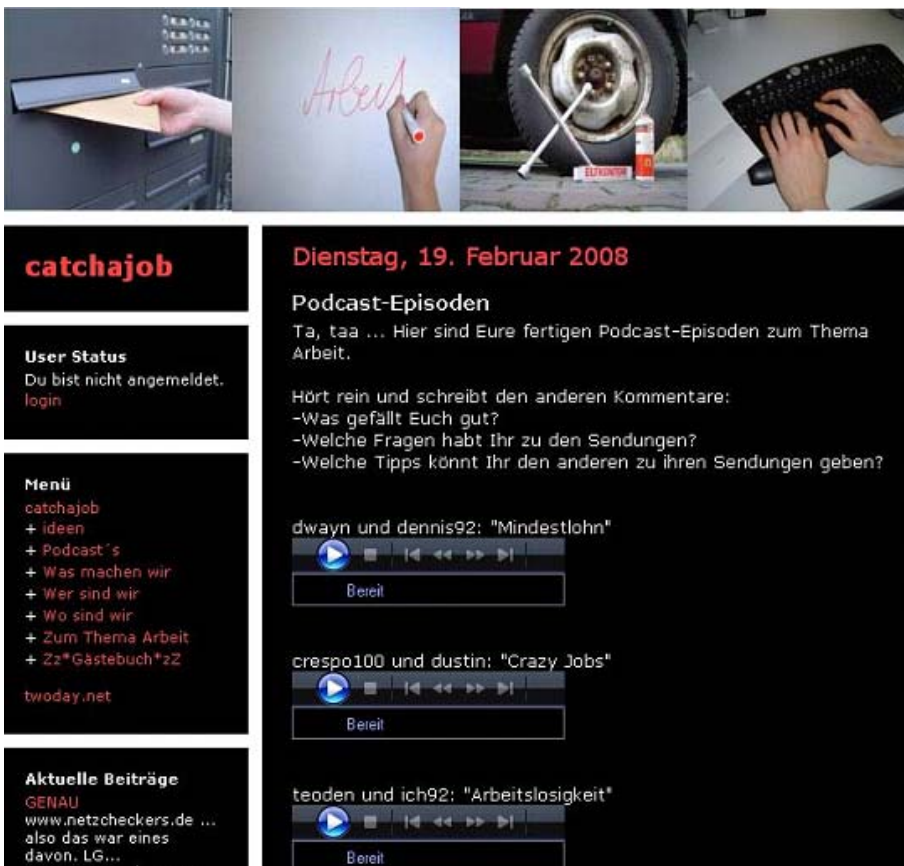 Arbeit
catchajob
User Status
Du bist nicht angemeldet.
login
Menü
catchajob
+ ideen
+ Podcast´s
+ Was machen wir
+ Wer sind wir
+ Wo sind wir
+ Zum Thema Arbeit
+ Zz*Gästebuch*zZ
twoday.net
Aktuelle Beiträge
GENAU
www.netzcheckers.de ...
also das war eines
davon. LG...
Dienstag, 19. Februar 2008
Podcast-Episoden
Ta, taa ... Hier sind Eure fertigen Podcast-Episoden zum Thema
Arbeit.
Hört rein und schreibt den anderen Kommentare:
-Was gefällt Euch gut?
-Welche Fragen habt Ihr zu den Sendungen?
-Welche Tipps könnt Ihr den anderen zu ihren Sendungen geben?
dwayn und dennis92: "Mindestlohn"
Bereit
crespo100 und dustin: "Crazy Jobs"
Bereit
teoden und ich92: "Arbeitslosigkeit"
Bereit